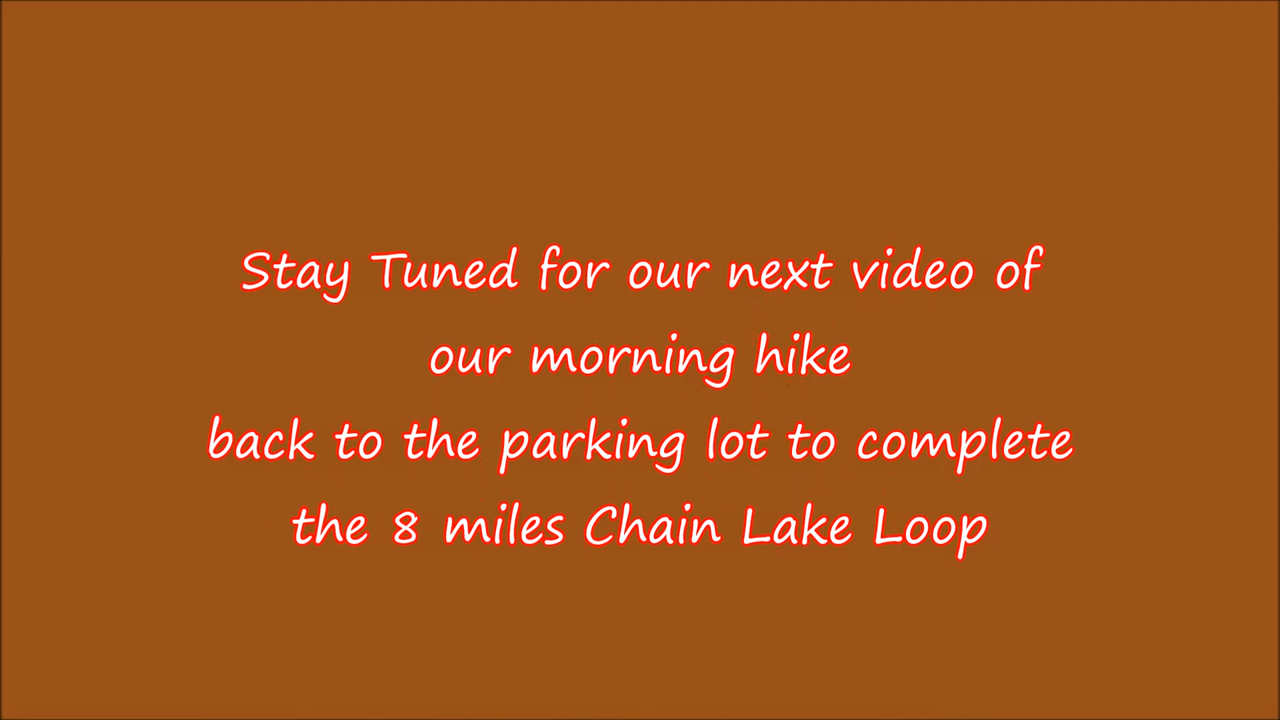 Stay Tuned for our next video of
our morning hike
back to the parking lot to complete
the 8 miles Chain Lake Loop